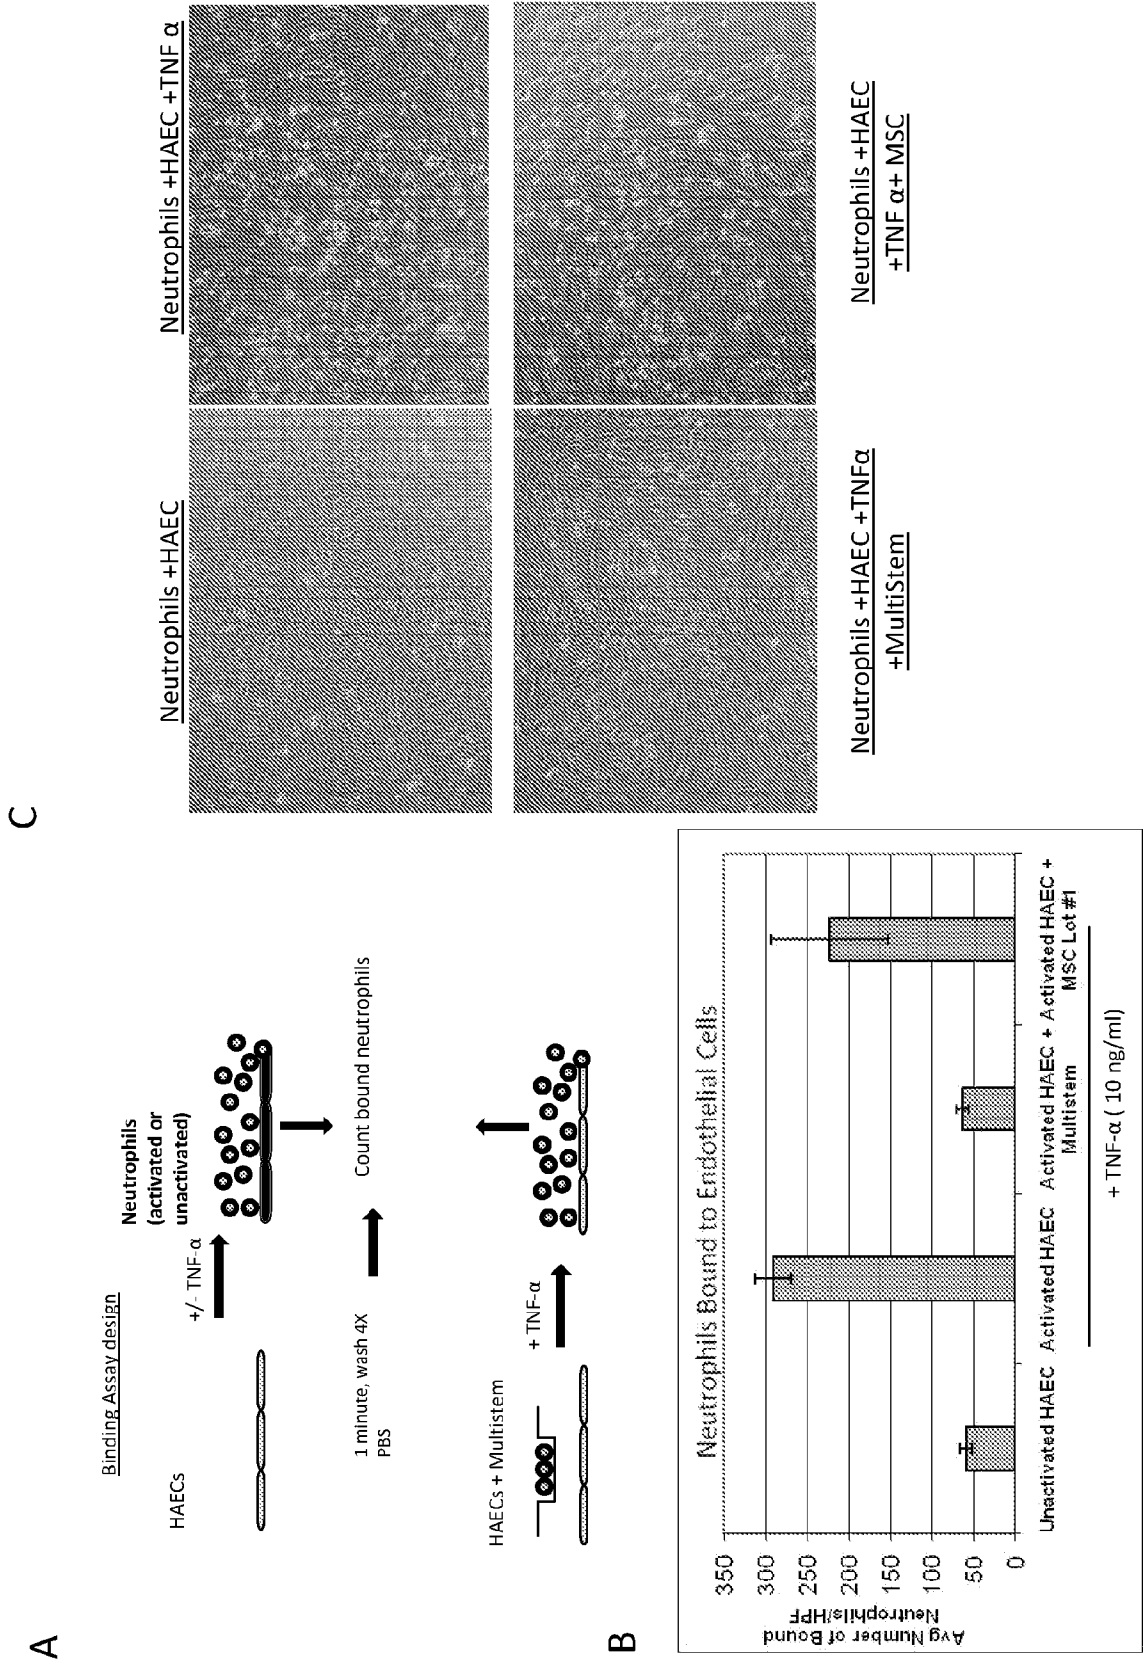 A
Binding Assay design
HAECs
+/- TNF-α
Neutrophils
(activated or
unactivated)
1 minute, wash 4X
PBS
Count bound neutrophils
HAECs + Multistem
+ TNF-α
B
Neutrophils Bound to Endothelial Cells
Avg Number of Bound
Neutrophils/HPF
350
300
250
200
150
100
50
0
Unactivated HAEC
Activated HAEC
Activated HAEC +
Multistem
Activated HAEC +
MSC Lot #1
+ TNF-α ( 10 ng/ml)
C
Neutrophils +HAEC
Neutrophils +HAEC +TNF α
Neutrophils +HAEC +TNFα
+MultiStem
Neutrophils +HAEC
+TNF α+ MSC